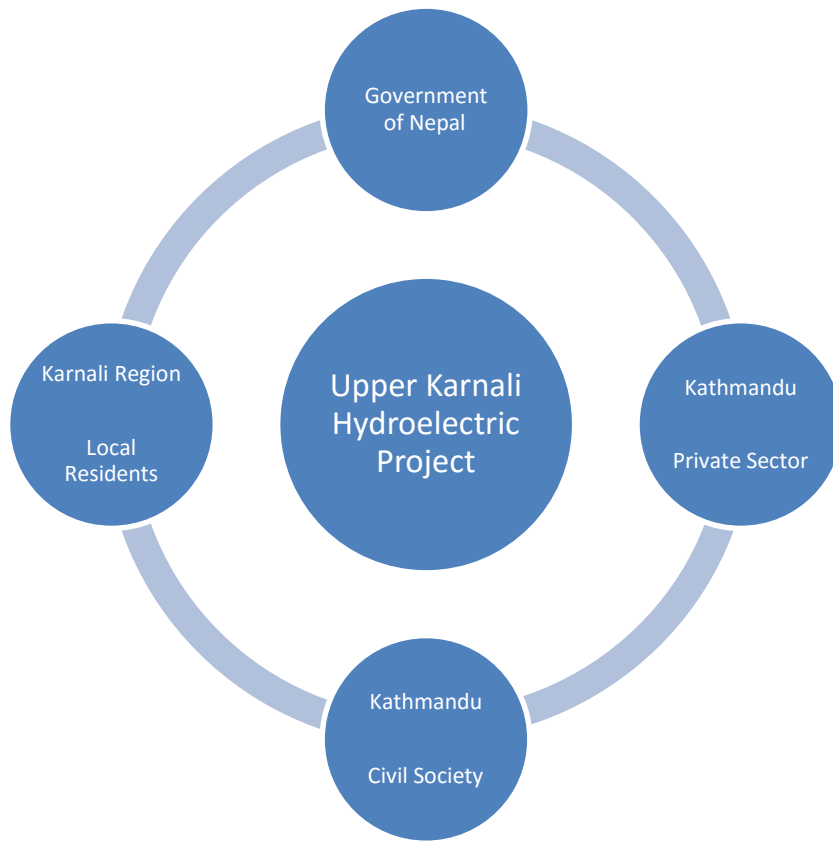 Government
of Nepal
Karnali Region
Local
Residents
Upper Karnali
Hydroelectric
Project
Kathmandu
Private Sector
Kathmandu
Civil Society